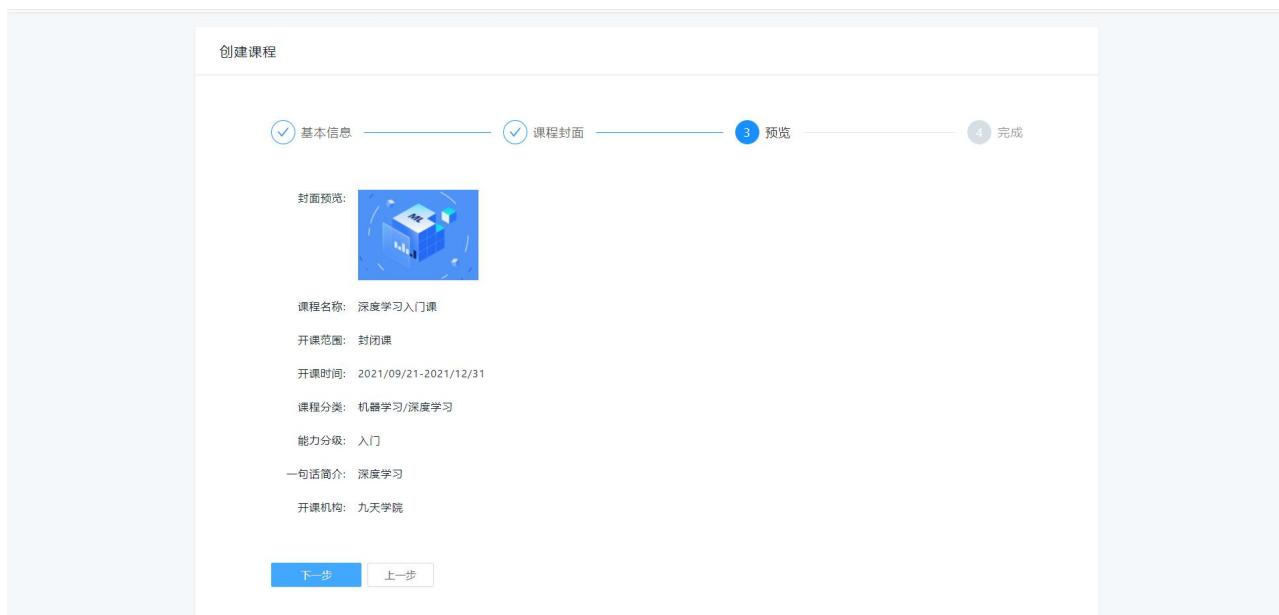 创建课程
基本信息
课程封面
3 预览
4 完成
封面预览:
ML
课程名称: 深度学习入门课
开课范围: 封闭课
开课时间: 2021/09/21-2021/12/31
课程分类: 机器学习/深度学习
能力分级: 入门
一句话简介: 深度学习
开课机构: 九天学院
下一步 上一步